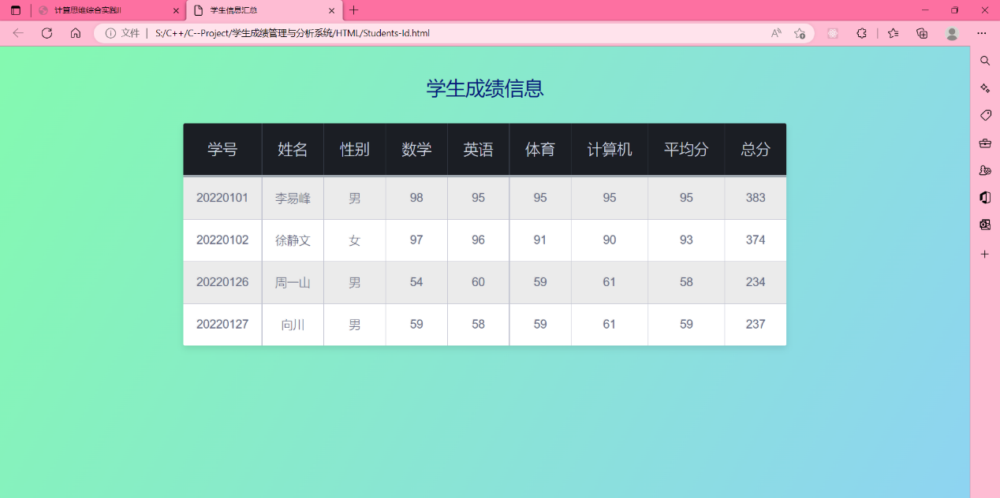 计算思维综合实践II
学生信息汇总
文件 | S:/C++/C--Project/学生成绩管理与分析系统/HTML/Students-Id.html
学生成绩信息
学号 姓名 性别 数学 英语 体育 计算机 平均分 总分
20220101 李易峰 男 98 95 95 95 95 383
20220102 徐静文 女 97 96 91 90 93 374
20220126 周一山 男 54 60 59 61 58 234
20220127 向川 男 59 58 59 61 59 237